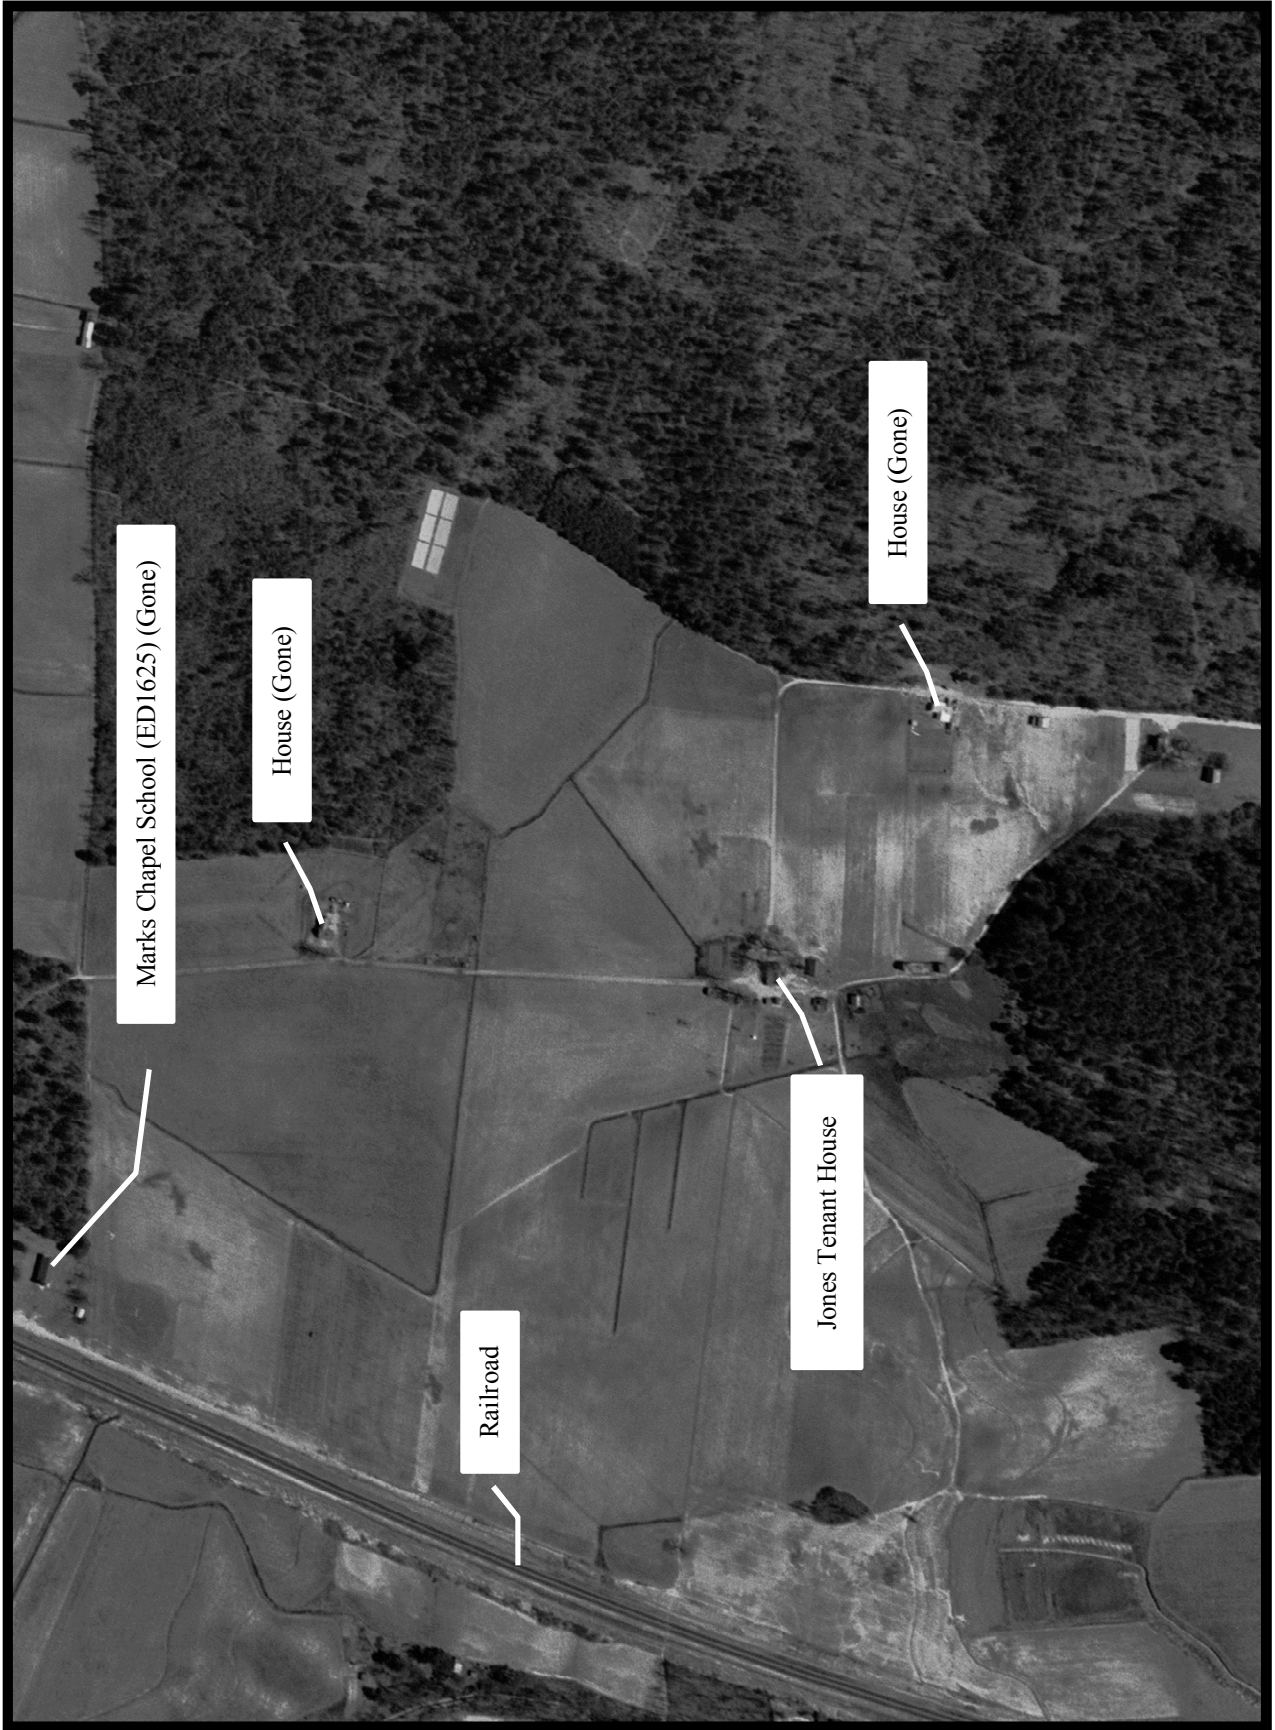 Marks Chapel School (ED1625) (Gone)
House (Gone)
House (Gone)
Railroad
Jones Tenant House